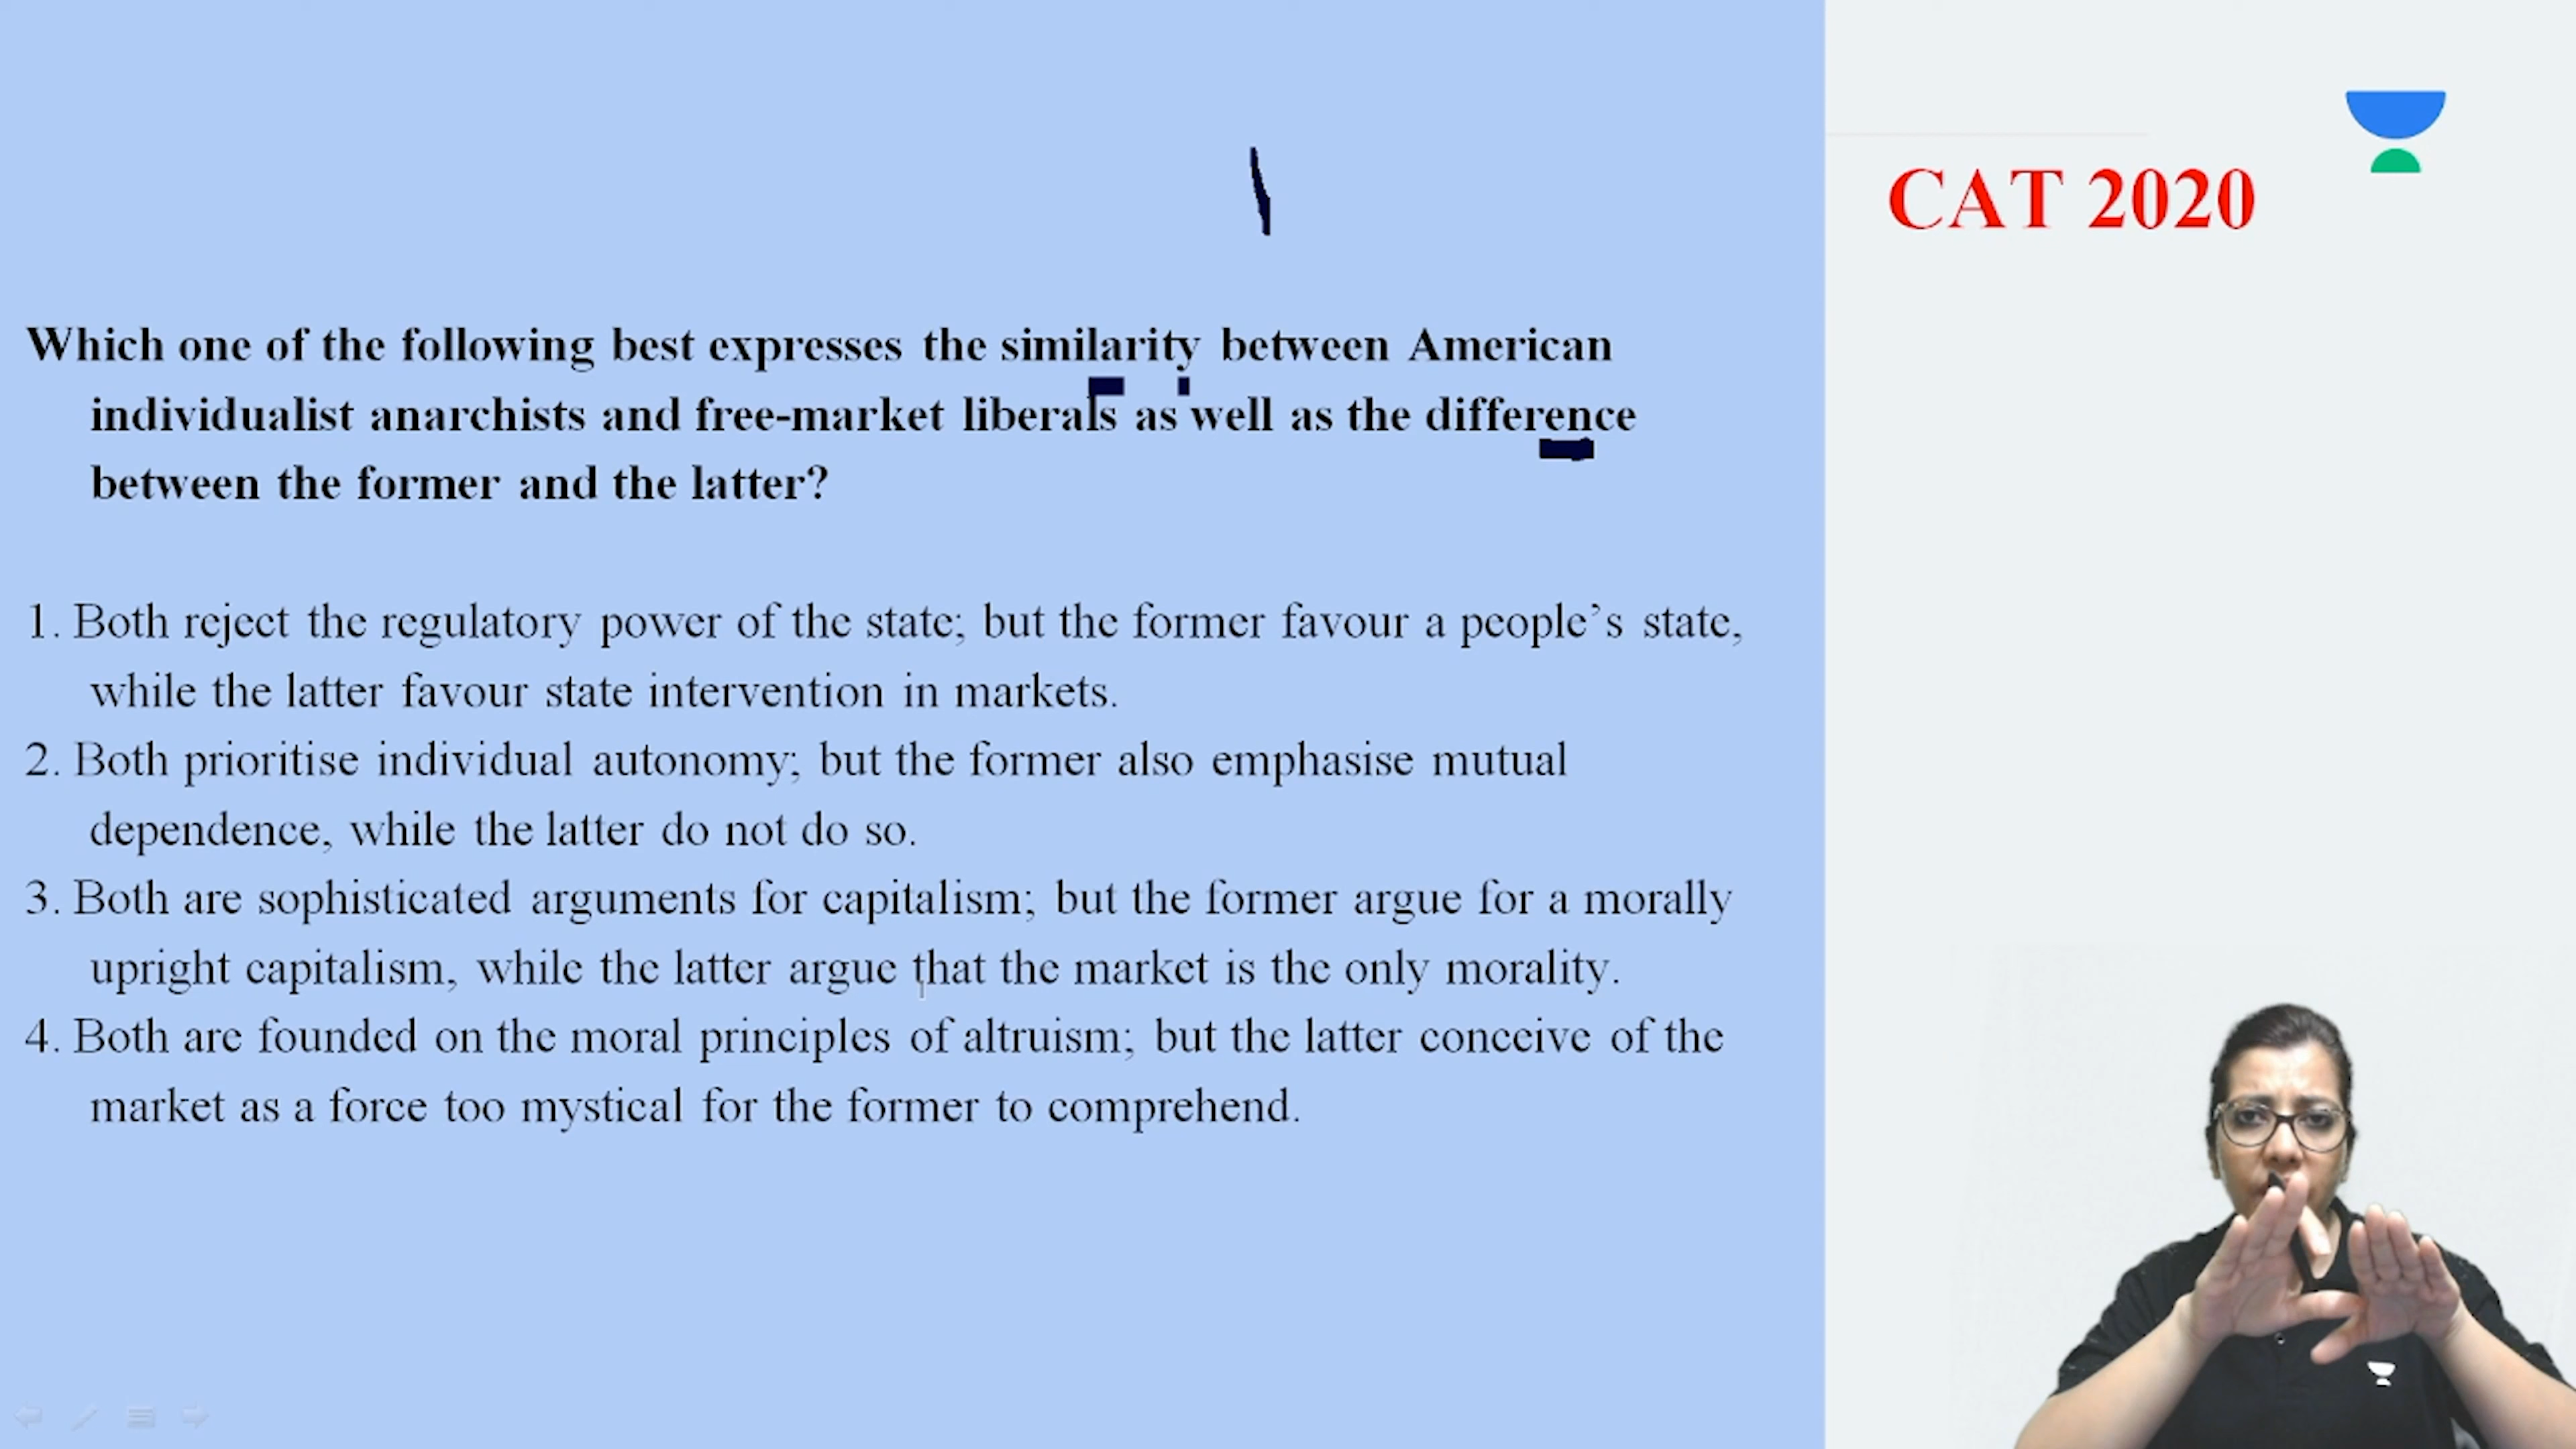 CAT 2020
Which one of the following best expresses the similarity between American
individualist anarchists and free-market liberals as well as the difference
between the former and the latter?
1. Both reject the regulatory power of the state; but the former favour a people’s state,
while the latter favour state intervention in markets.
2. Both prioritise individual autonomy; but the former also emphasise mutual
dependence, while the latter do not do so.
3. Both are sophisticated arguments for capitalism; but the former argue for a morally
upright capitalism, while the latter argue that the market is the only morality.
4. Both are founded on the moral principles of altruism; but the latter conceive of the
market as a force too mystical for the former to comprehend.